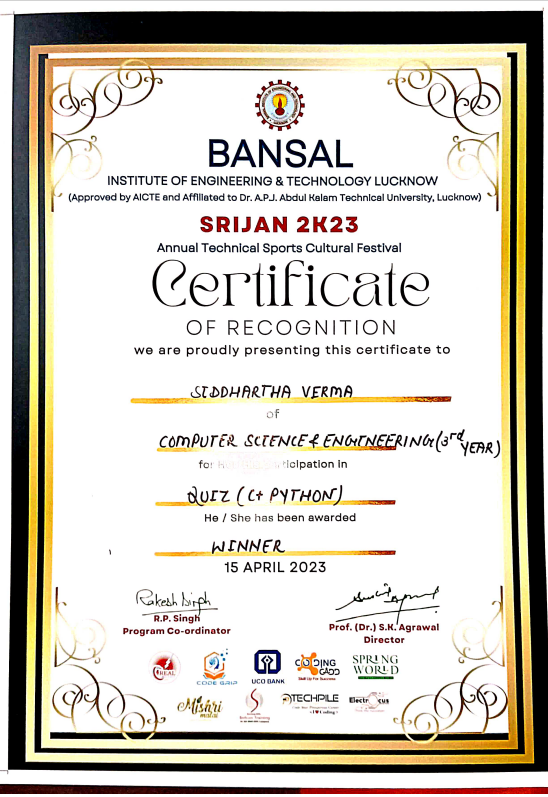 BANSAL
INSTITUTE OF ENGINEERING & TECHNOLOGY LUCKNOW
(Approved by AICTE and Affiliated to Dr. A.P.J. Abdul Kalam Technical University, Lucknow)
SRIJAN 2K23
Annual Technical Sports Cultural Festival
Certificate
OF RECOGNITION
we are proudly presenting this certificate to
SIDDHARTHA VERMA
of
COMPUTER SCIENCE & ENGINEERING (3rd YEAR)
for participation in
QUIZ (C+ PYTHON)
He / She has been awarded
WINNER
15 APRIL 2023
Rakesh Singh
R.P. Singh
Program Co-ordinator
Prof. (Dr.) S.K. Agrawal
Director
CODE GRIP
UCO BANK
CODING
Skill Up For Success
SPRING
WORLD
Mishri
TECHPILE